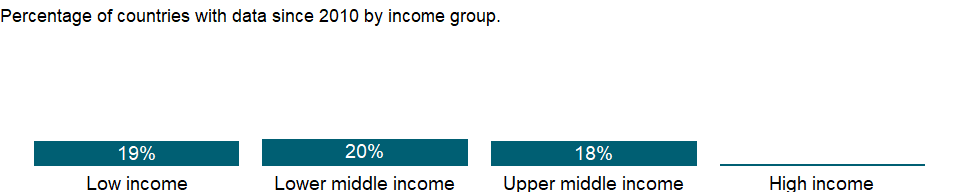 Percentage of countries with data since 2010 by income group.
19%
20%
18%
Low income
Lower middle income
Upper middle income
High income